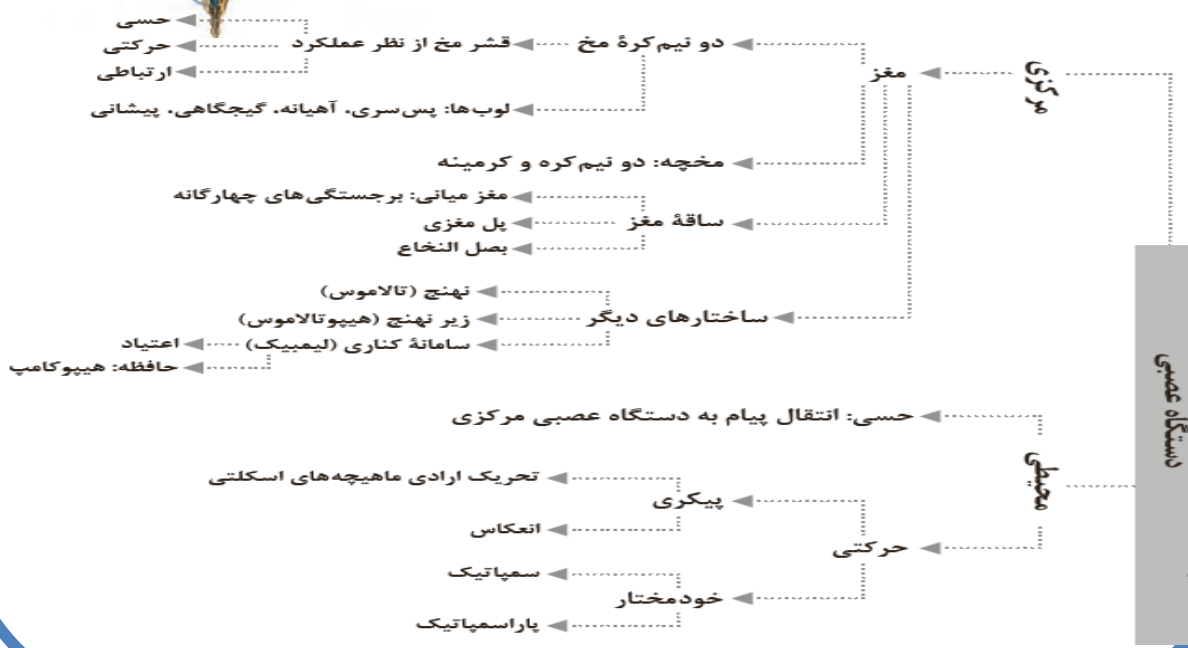 دستگاه عصبی
مرکزی
مغز
دو نیم‌کرهٔ مخ
قشر مخ از نظر عملکرد
حسی
حرکتی
ارتباطی
لوب‌ها: پس‌سری، آهیانه، گیجگاهی، پیشانی
مخچه: دو نیم‌کره و کرمینه
ساقهٔ مغز
مغز میانی: برجستگی‌های چهارگانه
پل مغزی
بصل النخاع
ساختارهای دیگر
نهنج (تالاموس)
زیر نهنج (هیپوتالاموس)
سامانهٔ کناری (لیمبیک)
اعتیاد
حافظه: هیپوکامپ
محیطی
حسی: انتقال پیام به دستگاه عصبی مرکزی
حرکتی
پیکری
تحریک ارادی ماهیچه‌های اسکلتی
انعکاس
خودمختار
سمپاتیک
پاراسمپاتیک